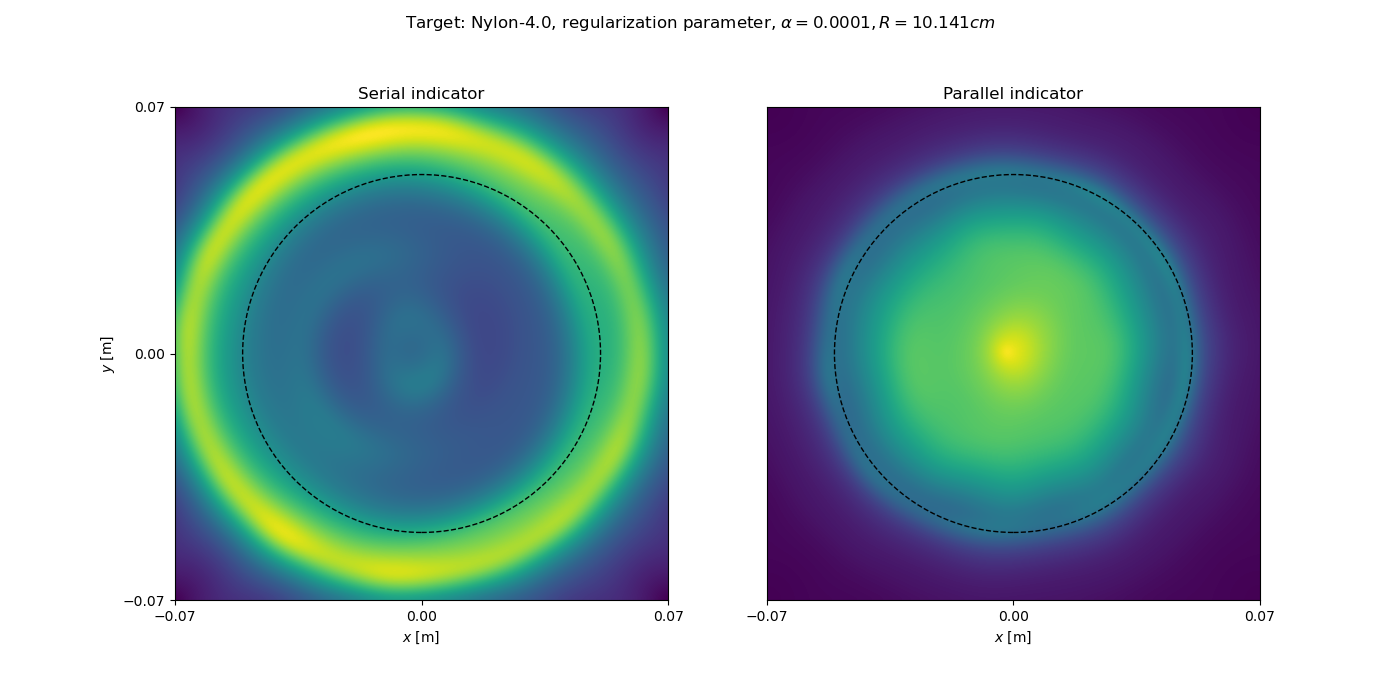 Target: Nylon-4.0, regularization parameter, α = 0.0001, R = 10.141cm
Serial indicator
Parallel indicator
0.07
0.00
−0.07
y [m]
−0.07
0.00
0.07
x [m]
−0.07
0.00
0.07
x [m]